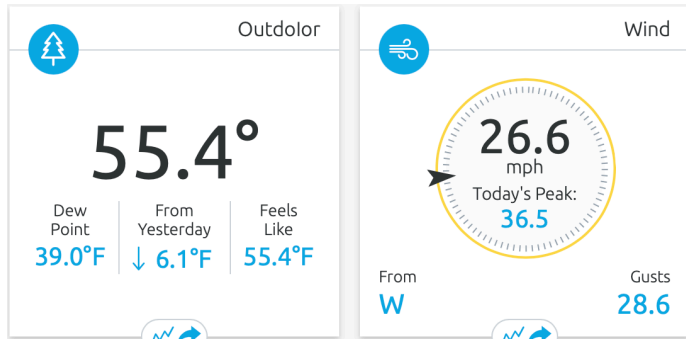 Outdolor
55.4°
Dew
Point
39.0°F
From
Yesterday
↓ 6.1°F
Feels
Like
55.4°F
Wind
26.6
mph
Today's Peak:
36.5
From
W
Gusts
28.6